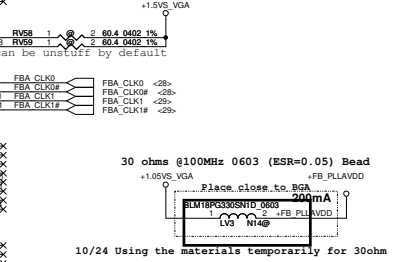 +1.5VS_VGA
RV58 1 @ 2 60.4 0402 1%
RV59 1 @ 2 60.4 0402 1%
can be unstuff by default
FBA_CLK0 FBA_CLK0 <28>
FBA_CLK0# FBA_CLK0# <28>
FBA_CLK1 FBA_CLK1 <29>
FBA_CLK1# FBA_CLK1# <29>
30 ohms @100MHz 0603 (ESR=0.05) Bead
+1.05VS_VGA +FB_PLLAVDD
Place close to BGA
200mA
BLM18PG330SN1D_0603
1 2 +FB_PLLAVDD
LV3 N14@
10/24 Using the materials temporarily for 30ohm